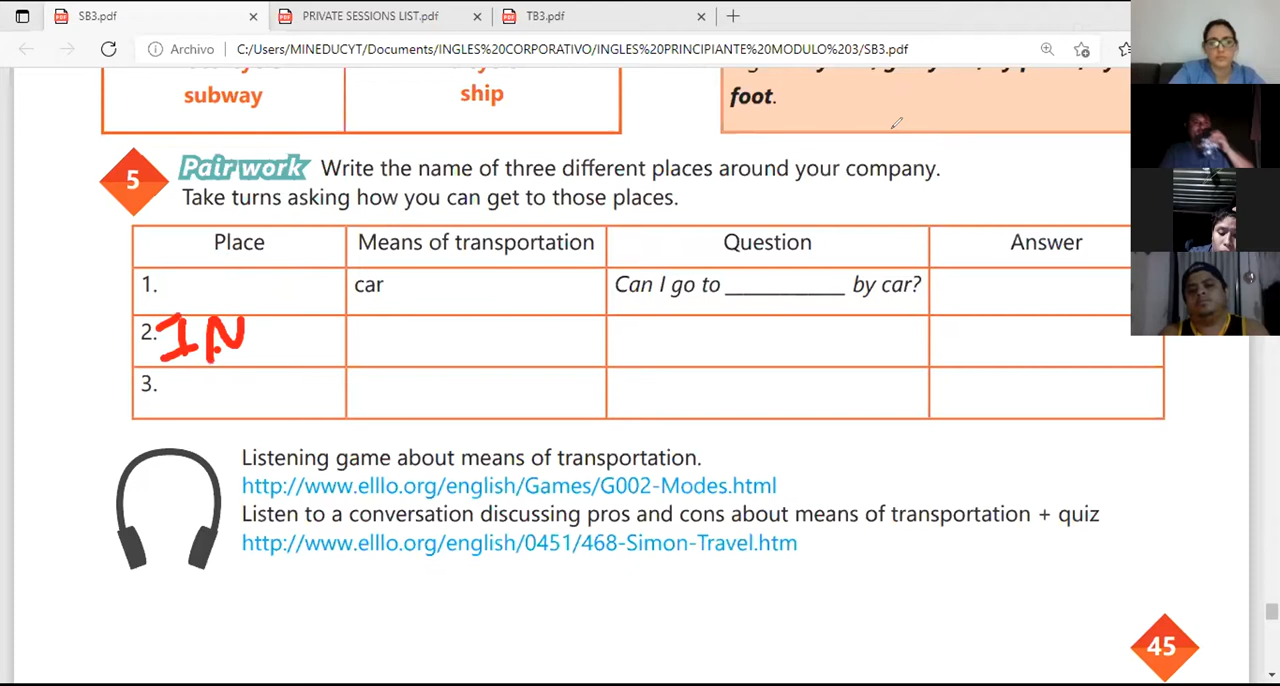 SB3.pdf
PRIVATE SESSIONS LIST.pdf
TB3.pdf
Archivo
C:/Users/MINEDUCYT/Documents/INGLES%20CORPORATIVO/INGLES%20PRINCIPIANTE%20MODULO%203/SB3.pdf
subway
ship
foot.
5
Pair work Write the name of three different places around your company.
Take turns asking how you can get to those places.
Place Means of transportation Question Answer
1. car Can I go to ____________ by car?
2. IN
3.
Listening game about means of transportation.
http://www.elllo.org/english/Games/G002-Modes.html
Listen to a conversation discussing pros and cons about means of transportation + quiz
http://www.elllo.org/english/0451/468-Simon-Travel.htm
45